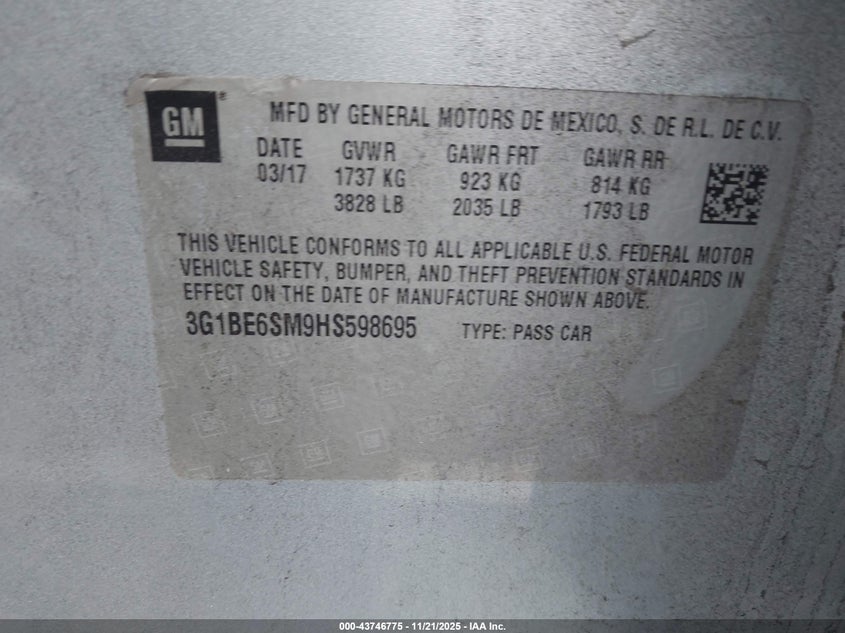 GM
MFD BY GENERAL MOTORS DE MEXICO, S. DE R.L. DE C.V.
DATE GVWR GAWR FRT GAWR RR
03/17 1737 KG 923 KG 814 KG
3828 LB 2035 LB 1793 LB
THIS VEHICLE CONFORMS TO ALL APPLICABLE U.S. FEDERAL MOTOR
VEHICLE SAFETY, BUMPER, AND THEFT PREVENTION STANDARDS IN
EFFECT ON THE DATE OF MANUFACTURE SHOWN ABOVE.
3G1BE6SM9HS598695 TYPE: PASS CAR
000-43746775 - 11/21/2025 - IAA Inc.